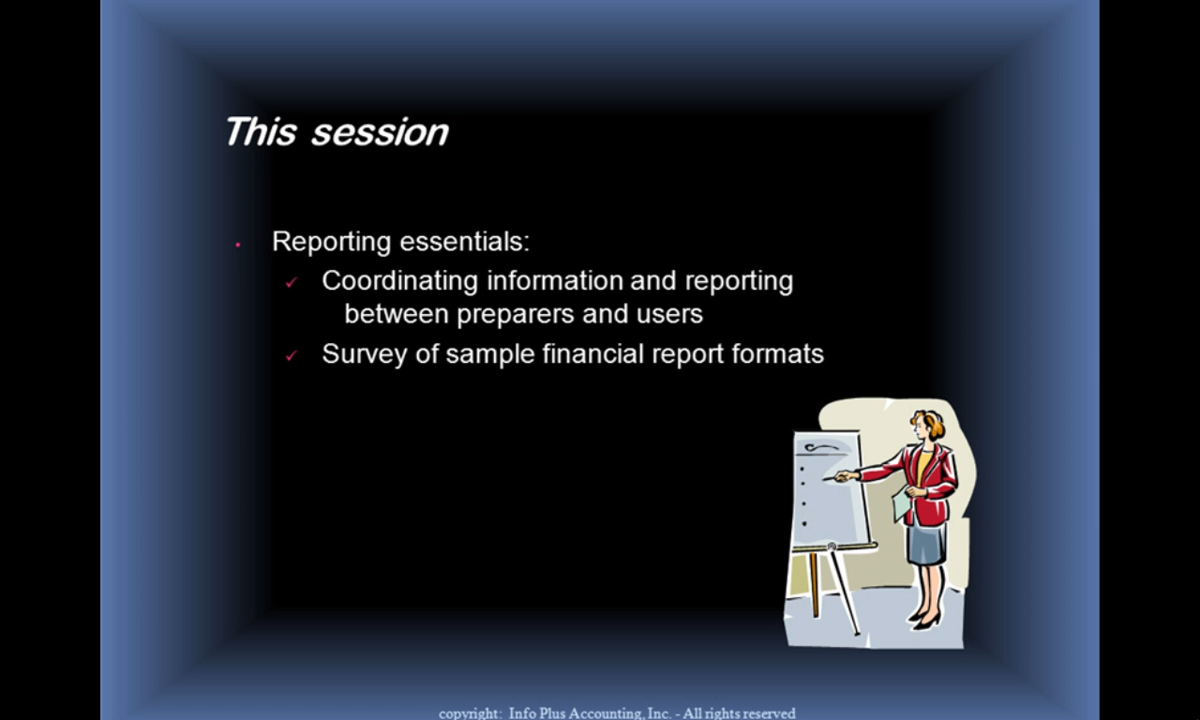 This session
Reporting essentials:
Coordinating information and reporting
between preparers and users
Survey of sample financial report formats
copyright: Info Plus Accounting, Inc. - All rights reserved